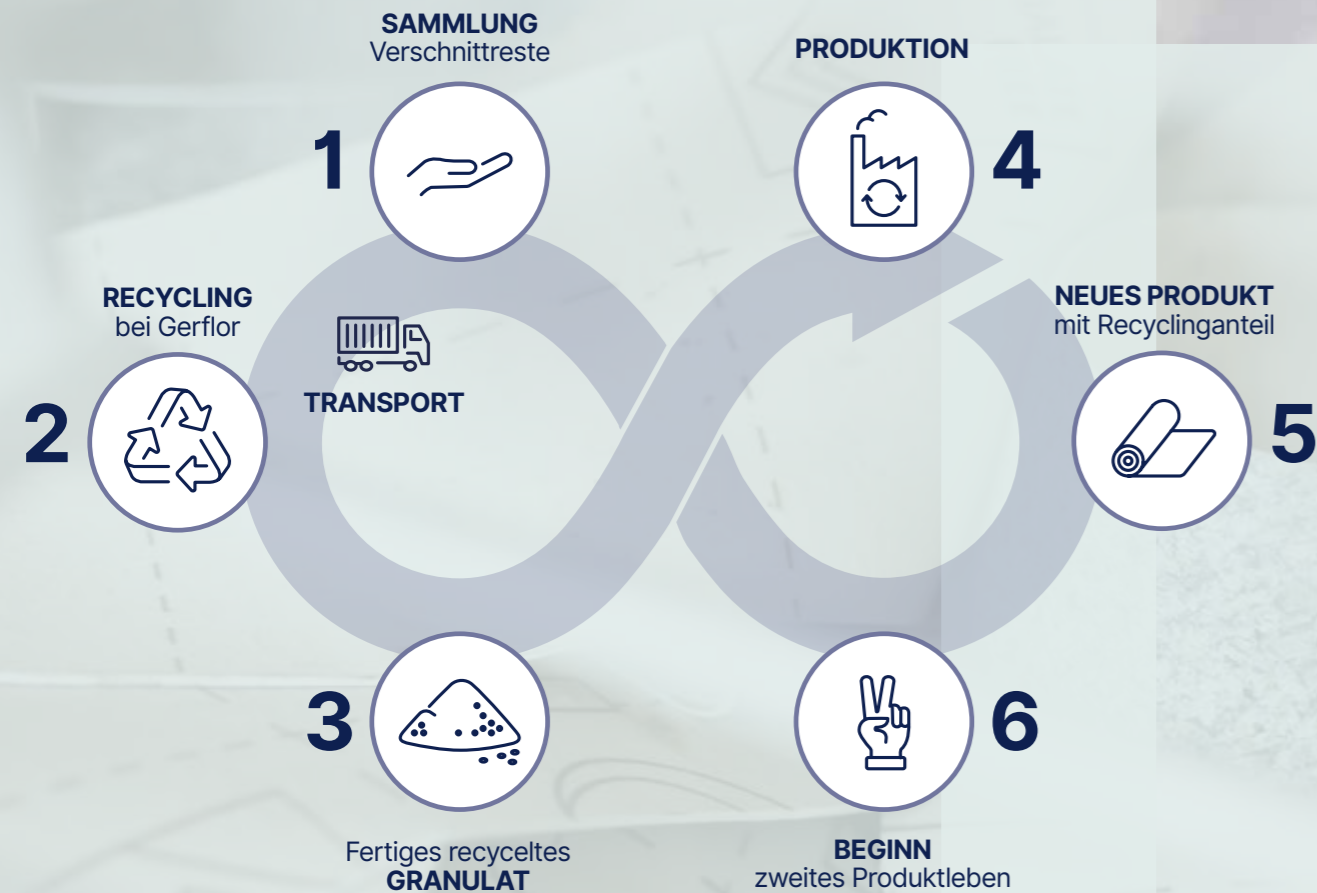 SAMMLUNG
Verschnittreste
1
RECYCLING
bei Gerflor
2
TRANSPORT
3
Fertiges recyceltes
GRANULAT
PRODUKTION
4
NEUES PRODUKT
mit Recyclinganteil
5
6
BEGINN
zweites Produktleben